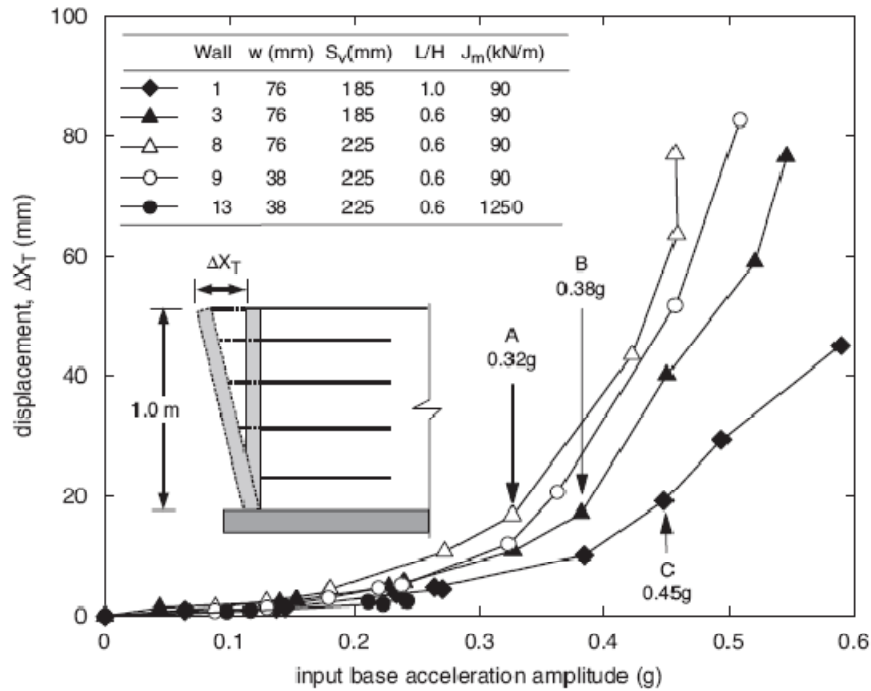 100
80
60
40
20
0
displacement, ΔX_T (mm)
Wall w (mm) S_v(mm) L/H J_m(kN/m)
1 76 185 1.0 90
3 76 185 0.6 90
8 76 225 0.6 90
9 38 225 0.6 90
13 38 225 0.6 1250
ΔX_T
1.0 m
A
0.32g
B
0.38g
C
0.45g
0 0.1 0.2 0.3 0.4 0.5 0.6
input base acceleration amplitude (g)